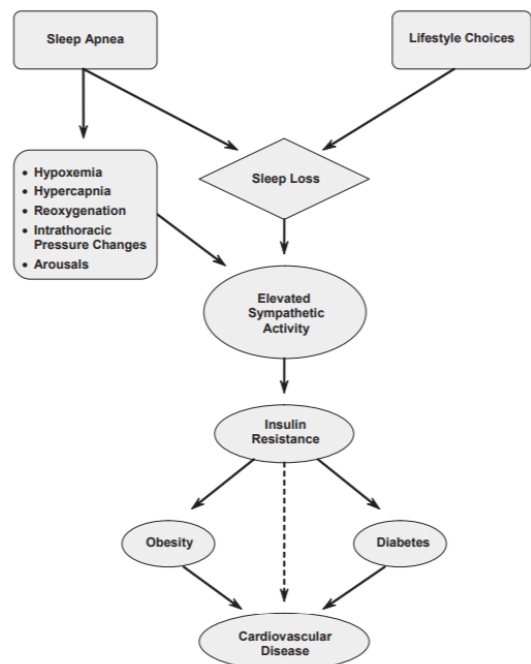 Sleep Apnea
Lifestyle Choices
• Hypoxemia
• Hypercapnia
• Reoxygenation
• Intrathoracic
Pressure Changes
• Arousals
Sleep Loss
Elevated
Sympathetic
Activity
Insulin
Resistance
Obesity
Diabetes
Cardiovascular
Disease